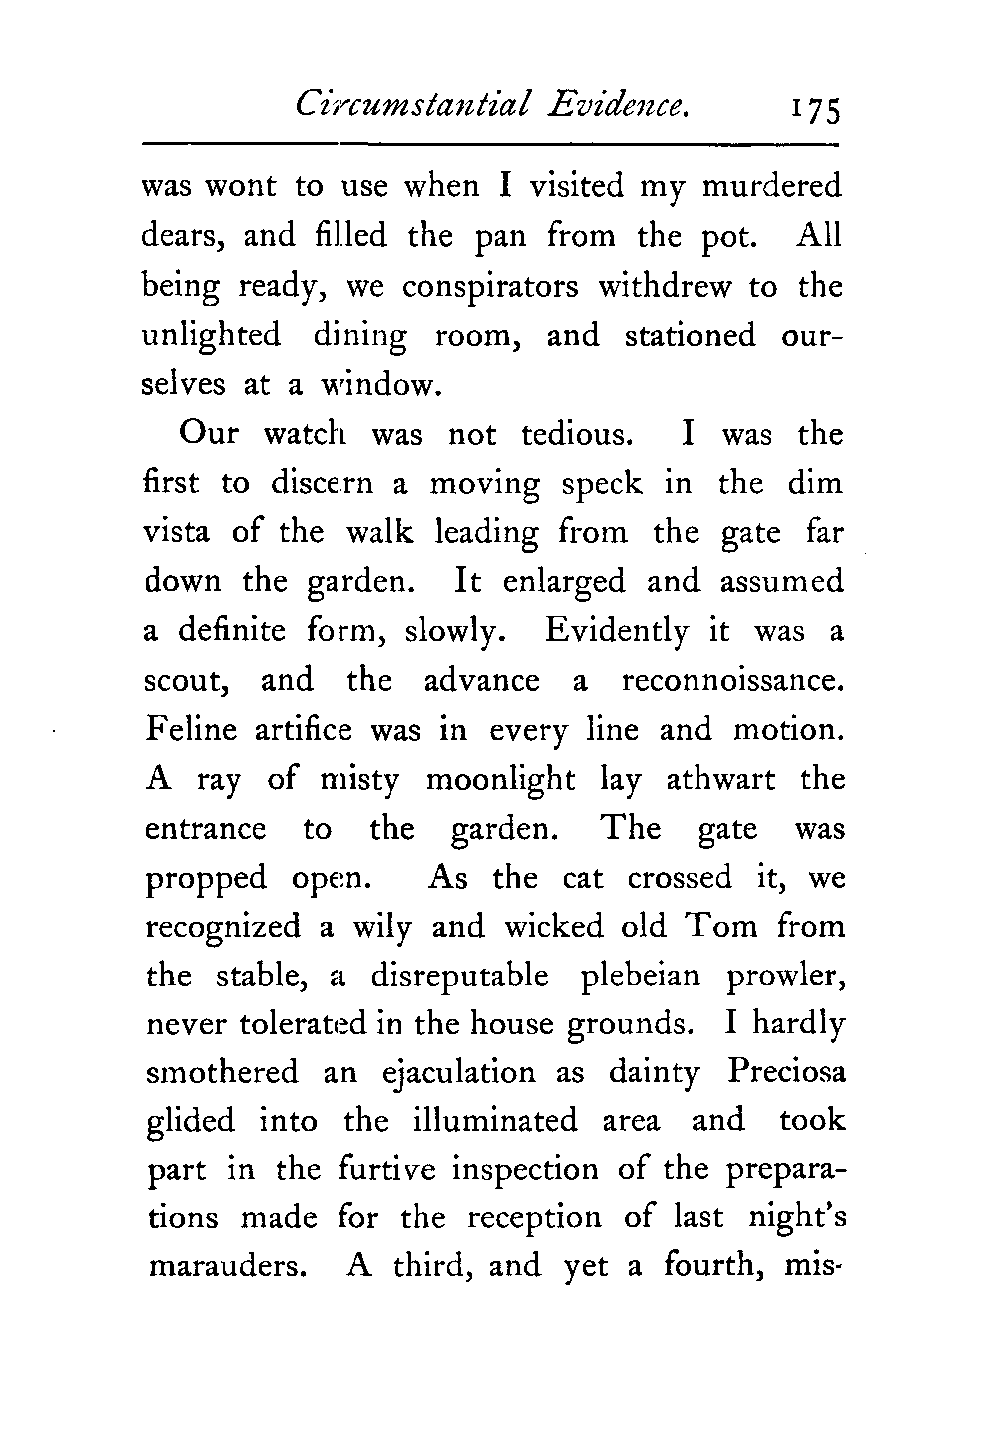 Circumstantial Evidence. 175
was wont to use when I visited my murdered
dears, and filled the pan from the pot. All
being ready, we conspirators withdrew to the
unlighted dining room, and stationed our-
selves at a window.
Our watch was not tedious. I was the
first to discern a moving speck in the dim
vista of the walk leading from the gate far
down the garden. It enlarged and assumed
a definite form, slowly. Evidently it was a
scout, and the advance a reconnoissance.
Feline artifice was in every line and motion.
A ray of misty moonlight lay athwart the
entrance to the garden. The gate was
propped open. As the cat crossed it, we
recognized a wily and wicked old Tom from
the stable, a disreputable plebeian prowler,
never tolerated in the house grounds. I hardly
smothered an ejaculation as dainty Preciosa
glided into the illuminated area and took
part in the furtive inspection of the prepara-
tions made for the reception of last night's
marauders. A third, and yet a fourth, mis-